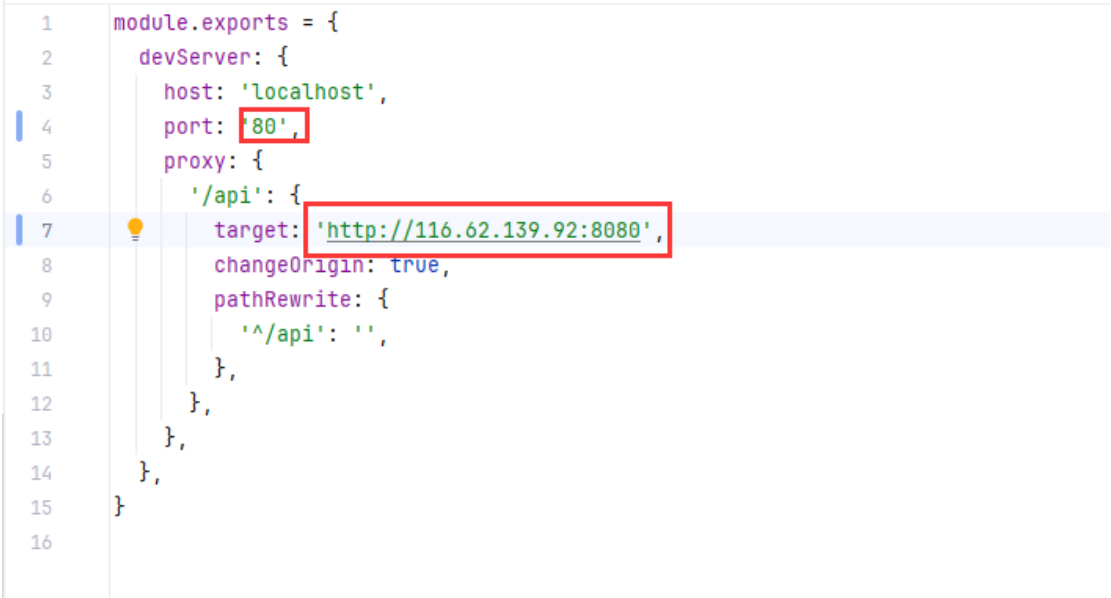 1 module.exports = {
2   devServer: {
3     host: 'localhost',
4     port: '80',
5     proxy: {
6       '/api': {
7         target: 'http://116.62.139.92:8080',
8         changeOrigin: true,
9         pathRewrite: {
10           '^/api': '',
11         },
12       },
13     },
14   },
15 }
16